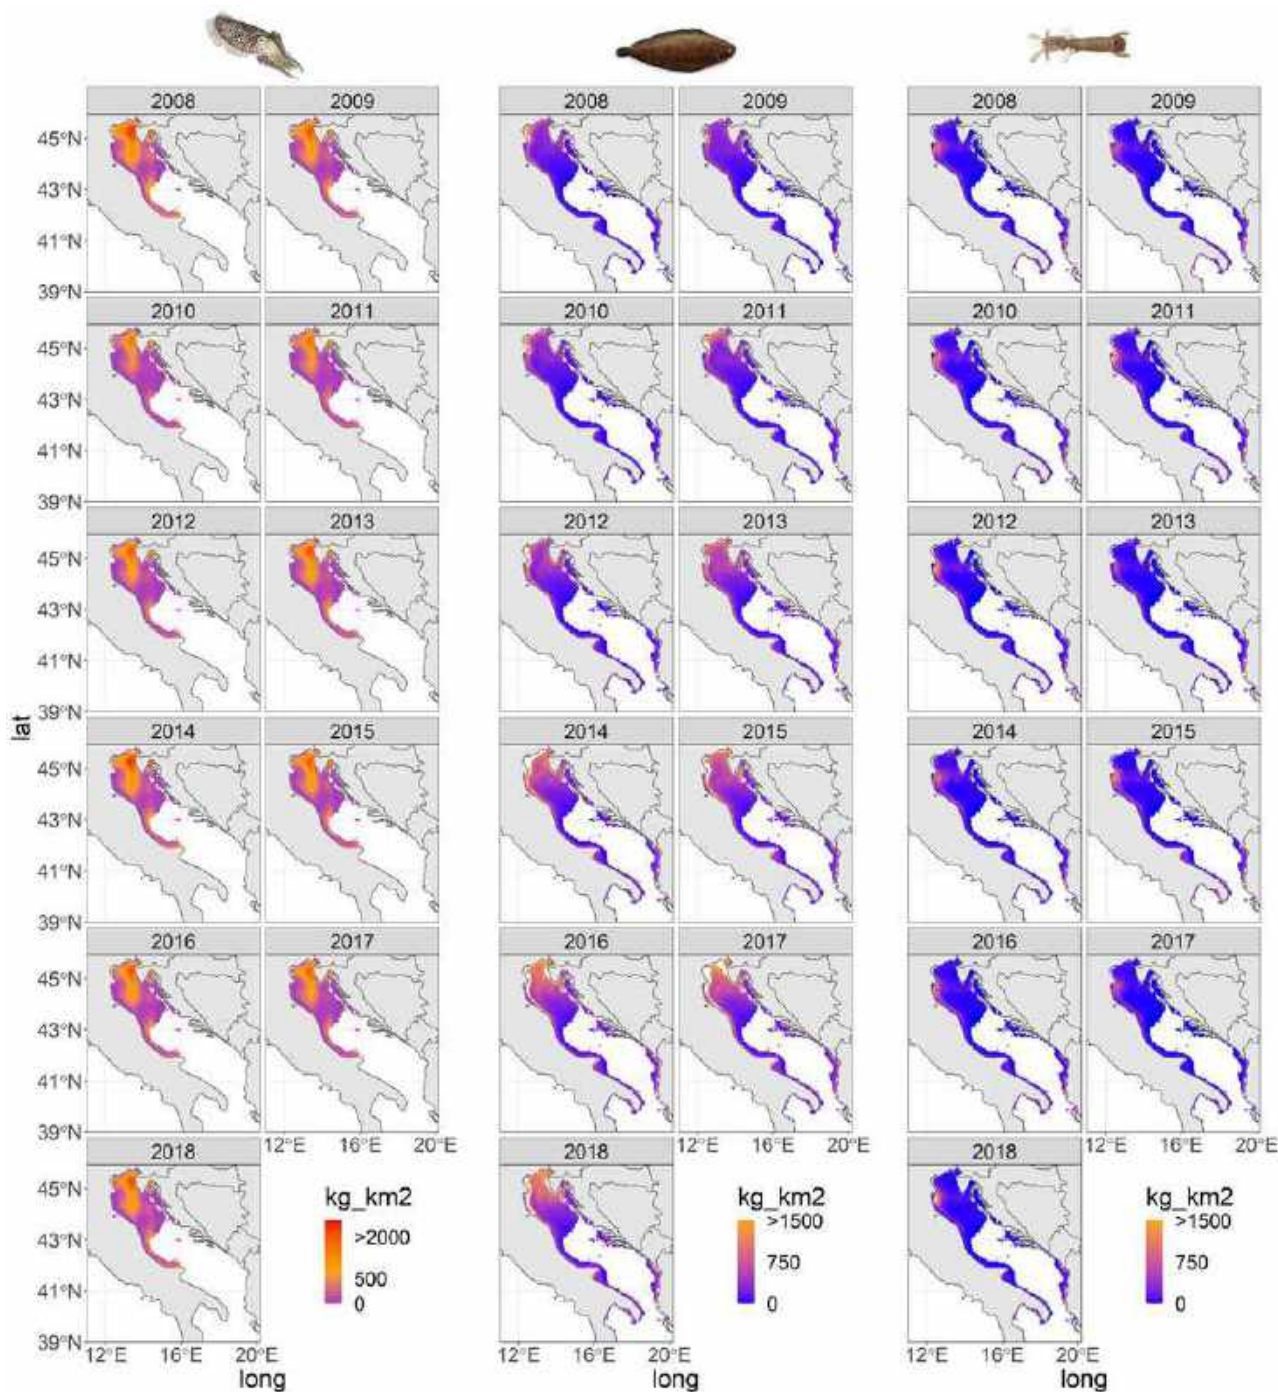 2008 2009 2008 2009 2008 2009
45°N
43°N
41°N
39°N
2010 2011 2010 2011 2010 2011
45°N
43°N
41°N
39°N
2012 2013 2012 2013 2012 2013
45°N
43°N
41°N
39°N
lat
2014 2015 2014 2015 2014 2015
45°N
43°N
41°N
39°N
2016 2017 2016 2017 2016 2017
45°N
43°N
41°N
39°N
12°E 16°E 20°E 12°E 16°E 20°E 12°E 16°E 20°E
2018 2018 2018
45°N
43°N
41°N
39°N
kg_km2 kg_km2 kg_km2
>2000 >1500 >1500
500 750 750
0 0 0
12°E 16°E 20°E 12°E 16°E 20°E 12°E 16°E 20°E
long long long